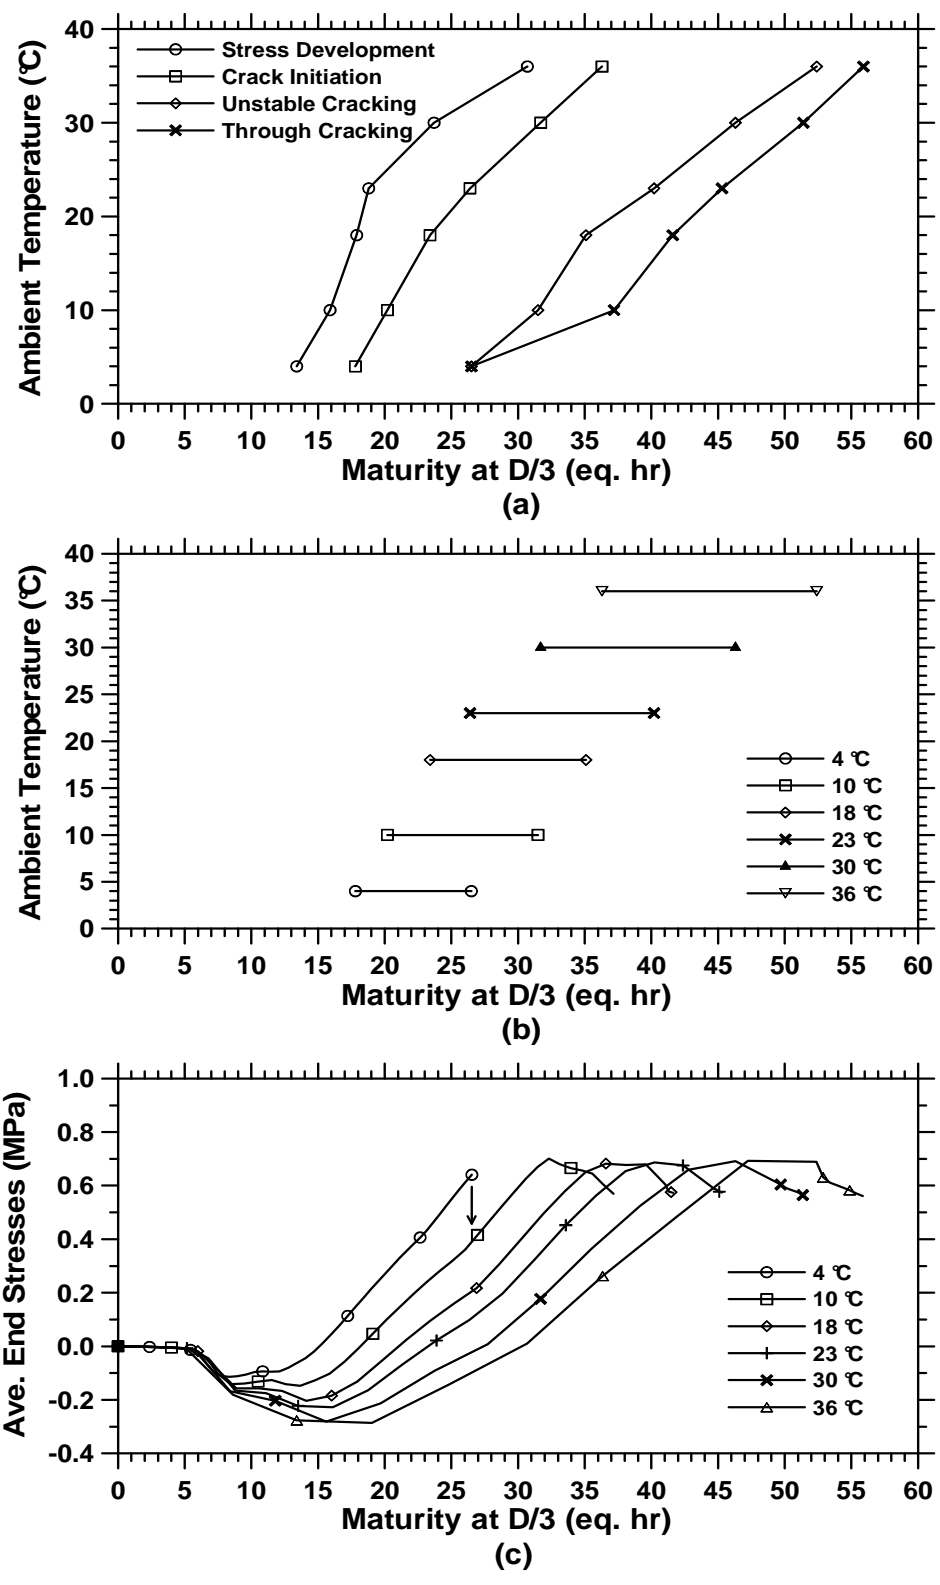 40
30
20
10
0
Ambient Temperature (℃)
Stress Development
Crack Initiation
Unstable Cracking
Through Cracking
0 5 10 15 20 25 30 35 40 45 50 55 60
Maturity at D/3 (eq. hr)
(a)
40
35
30
25
20
15
10
5
0
Ambient Temperature (℃)
4 ℃
10 ℃
18 ℃
23 ℃
30 ℃
36 ℃
0 5 10 15 20 25 30 35 40 45 50 55 60
Maturity at D/3 (eq. hr)
(b)
1.0
0.8
0.6
0.4
0.2
0.0
-0.2
-0.4
Ave. End Stresses (MPa)
4 ℃
10 ℃
18 ℃
23 ℃
30 ℃
36 ℃
0 5 10 15 20 25 30 35 40 45 50 55 60
Maturity at D/3 (eq. hr)
(c)